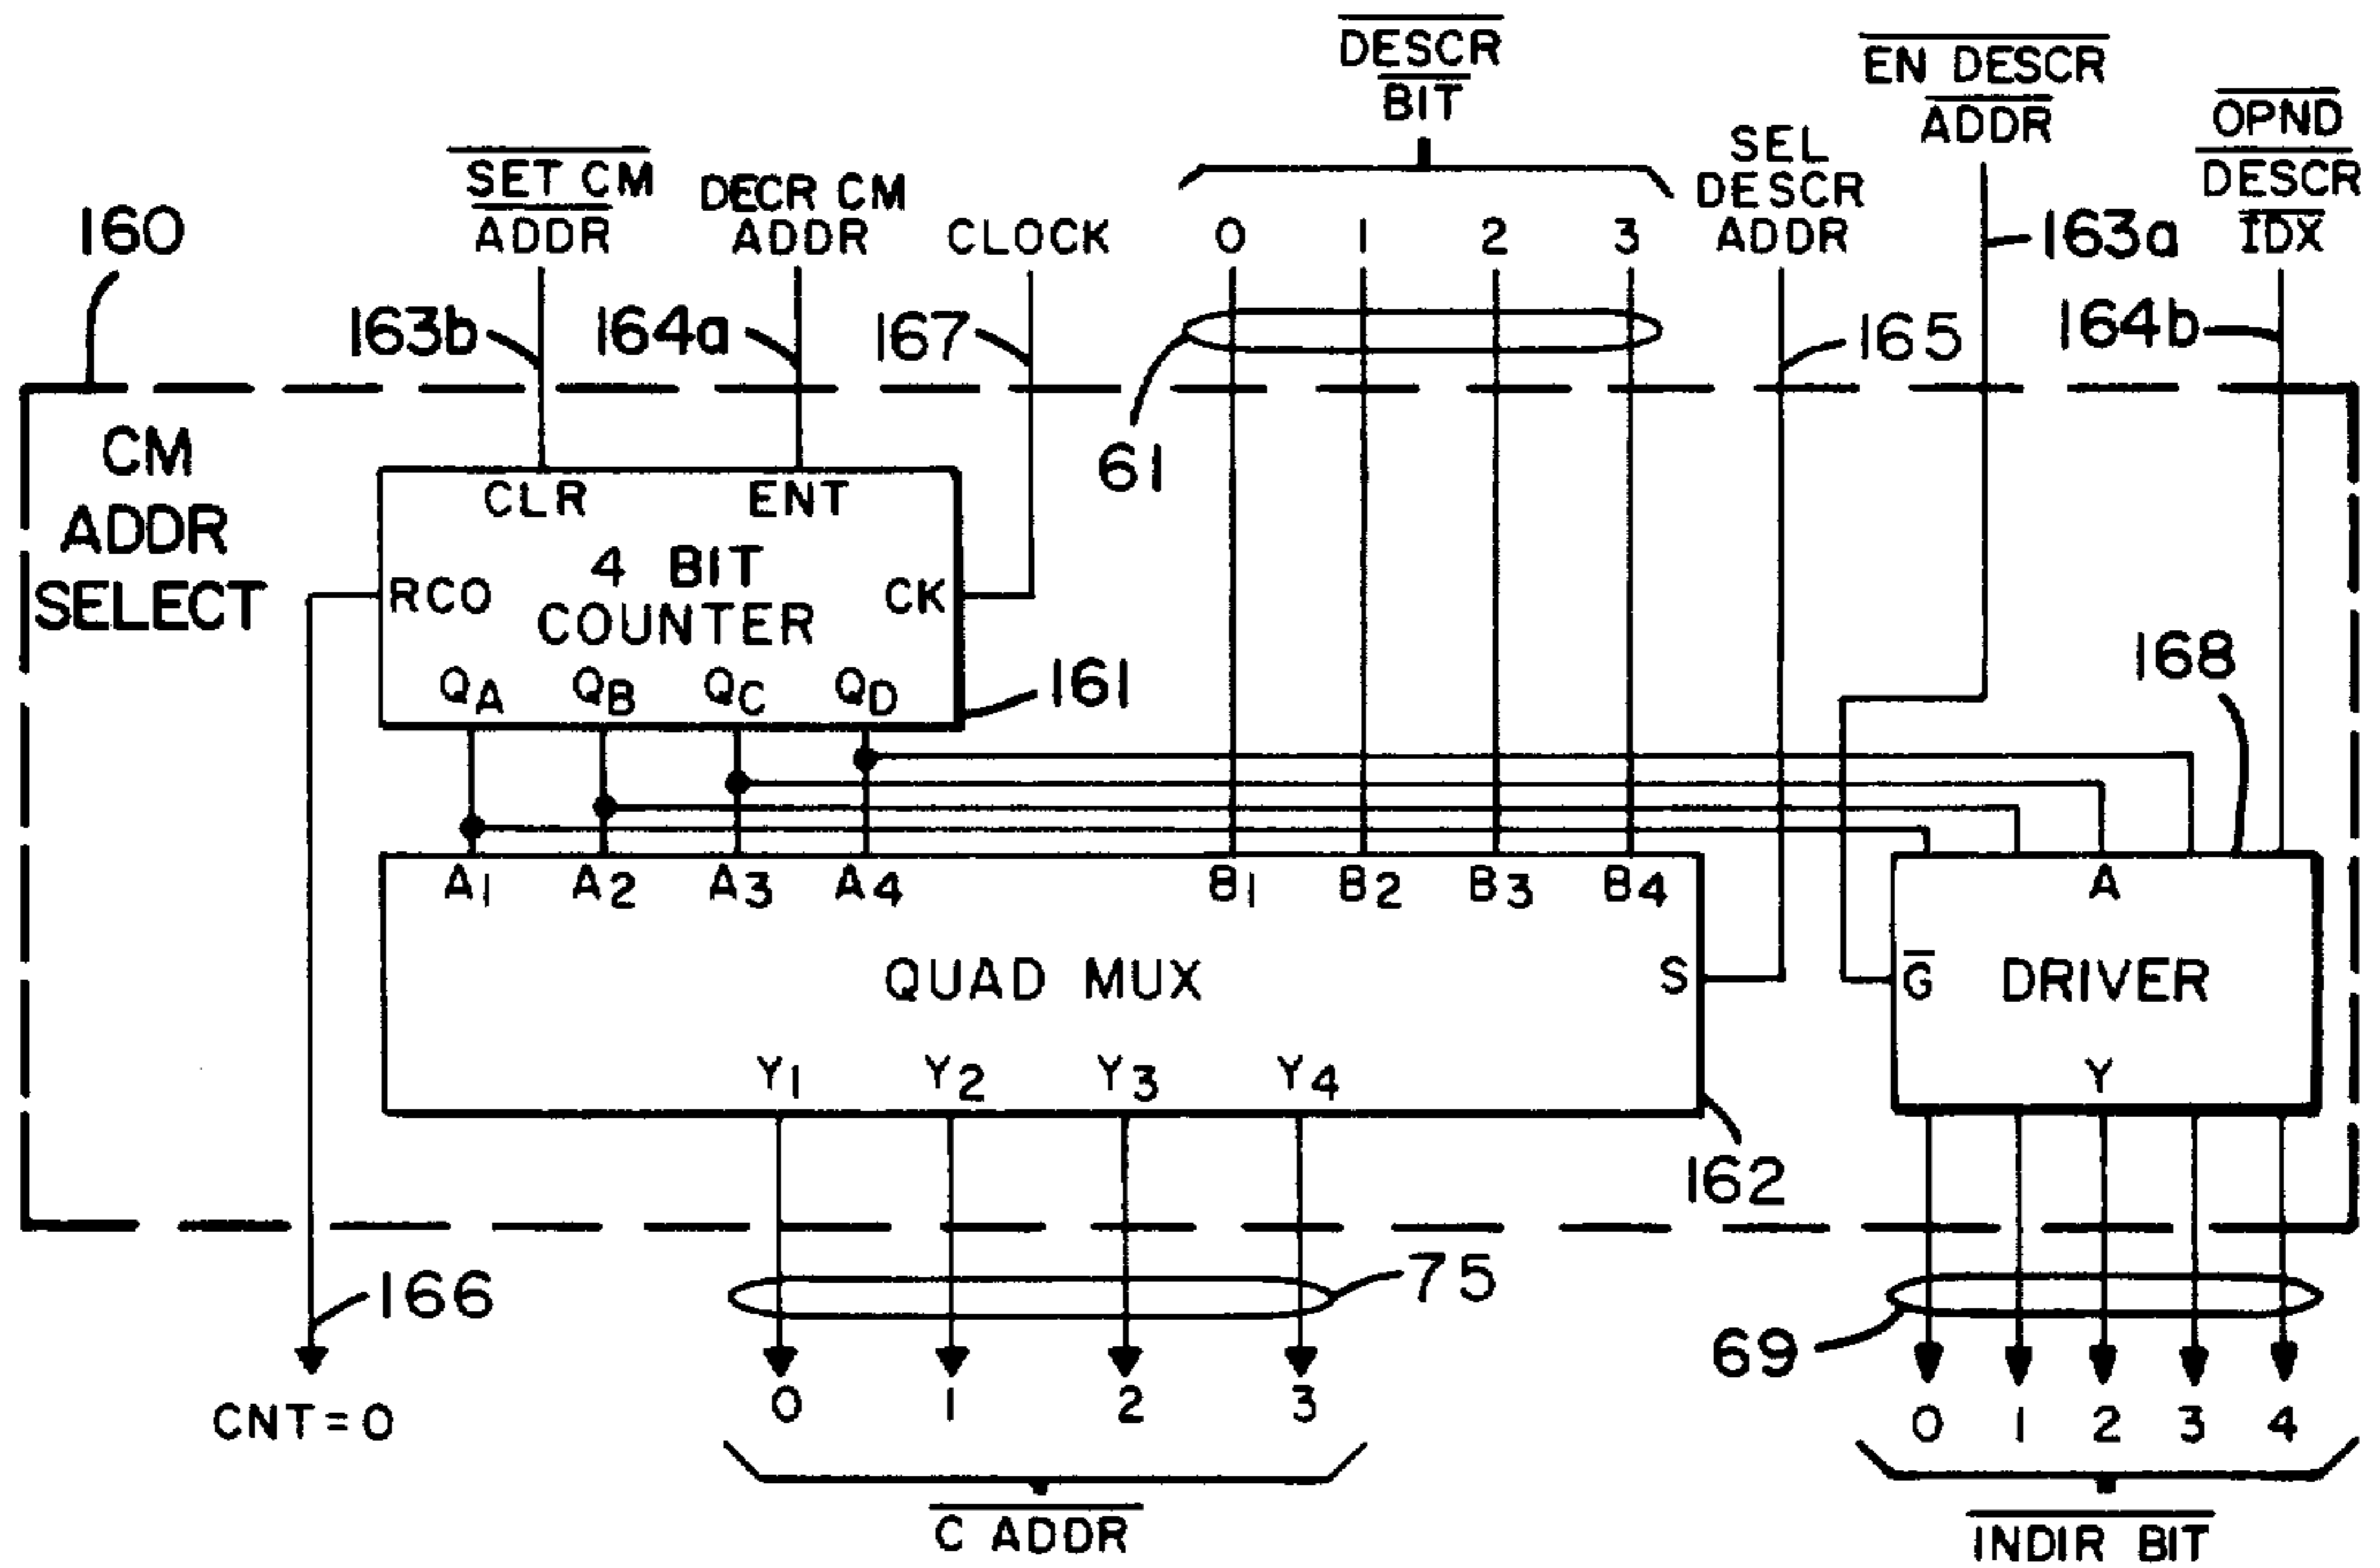 DESCR
BIT
EN DESCR
ADDR
OPND
DESCR
IDX
SET CM
ADDR
DECR CM
ADDR
CLOCK
0 1 2 3
SEL
DESCR
ADDR
160
163b
164a
167
61
165
163a
164b
CM
ADDR
SELECT
CLR ENT
4 BIT
COUNTER
RCO
CK
QA QB QC QD
161
168
A1 A2 A3 A4 B1 B2 B3 B4
QUAD MUX
S
Y1 Y2 Y3 Y4
162
A
G
DRIVER
Y
166
75
69
CNT=0
0 1 2 3
C ADDR
0 1 2 3 4
INDIR BIT